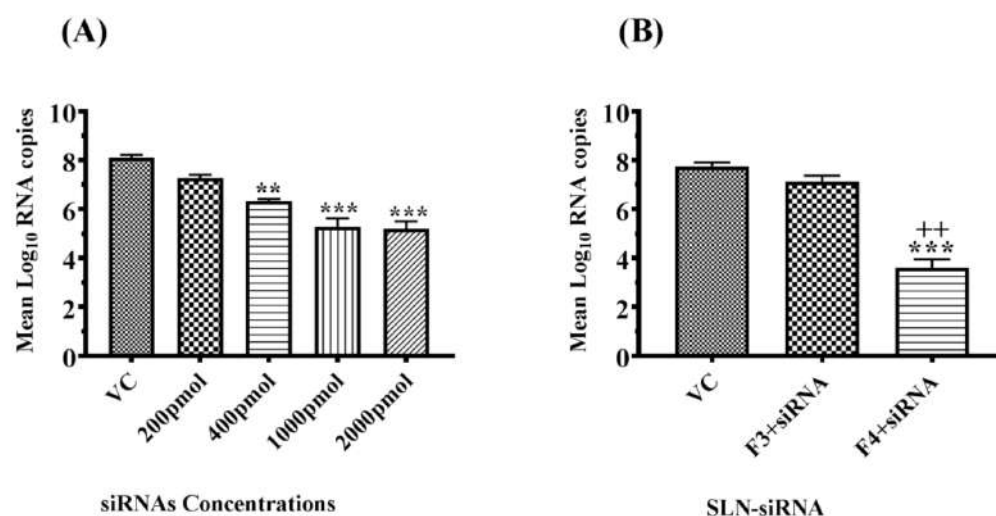 (A)
Mean Log10 RNA copies
10
8
6
4
2
0
**
***
***
VC
200pmol
400pmol
1000pmol
2000pmol
siRNAs Concentrations
(B)
Mean Log10 RNA copies
10
8
6
4
2
0
++
***
VC
F3+siRNA
F4+siRNA
SLN-siRNA